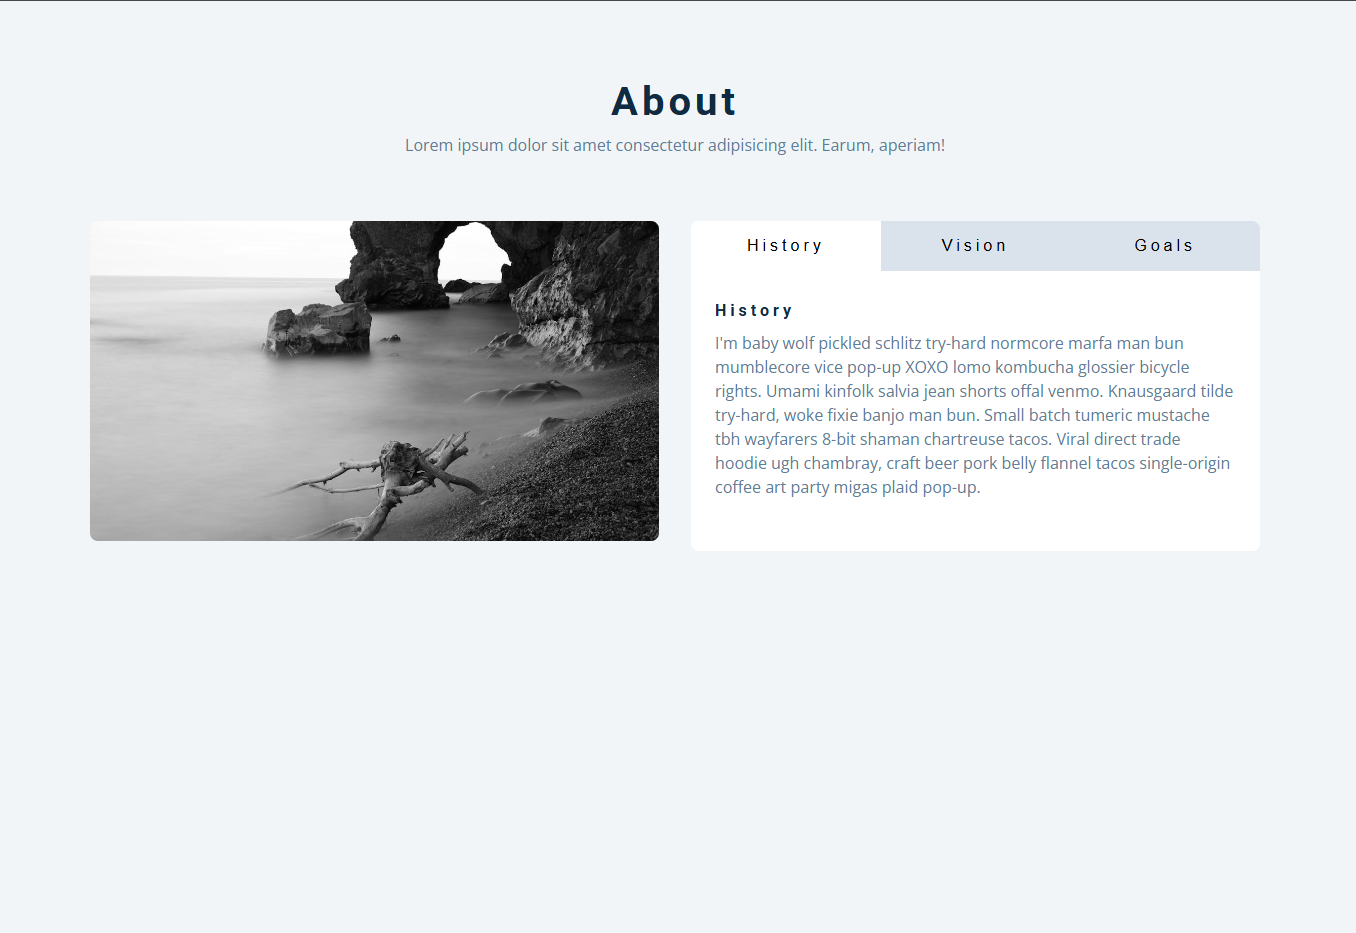 About
Lorem ipsum dolor sit amet consectetur adipisicing elit. Earum, aperiam!
History
Vision
Goals
History
I'm baby wolf pickled schlitz try-hard normcore marfa man bun
mumblecore vice pop-up XOXO lomo kombucha glossier bicycle
rights. Umami kinfolk salvia jean shorts offal venmo. Knausgaard tilde
try-hard, woke fixie banjo man bun. Small batch tumeric mustache
tbh wayfarers 8-bit shaman chartreuse tacos. Viral direct trade
hoodie ugh chambray, craft beer pork belly flannel tacos single-origin
coffee art party migas plaid pop-up.